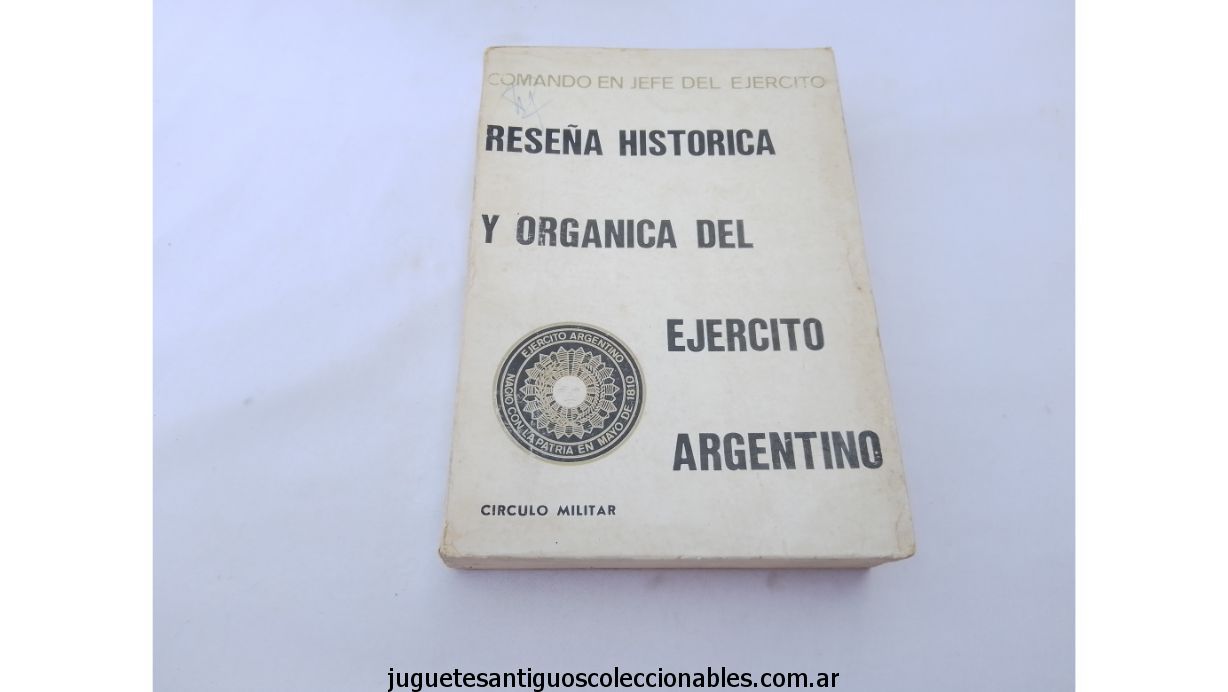 COMANDO EN JEFE DEL EJERCITO
RESEÑA HISTORICA
Y ORGANICA DEL
EJERCITO
ARGENTINO
EJERCITO ARGENTINO
NACIO CON LA PATRIA EN MAYO DE 1810
CIRCULO MILITAR
juguetesantiguoscoleccionables.com.ar